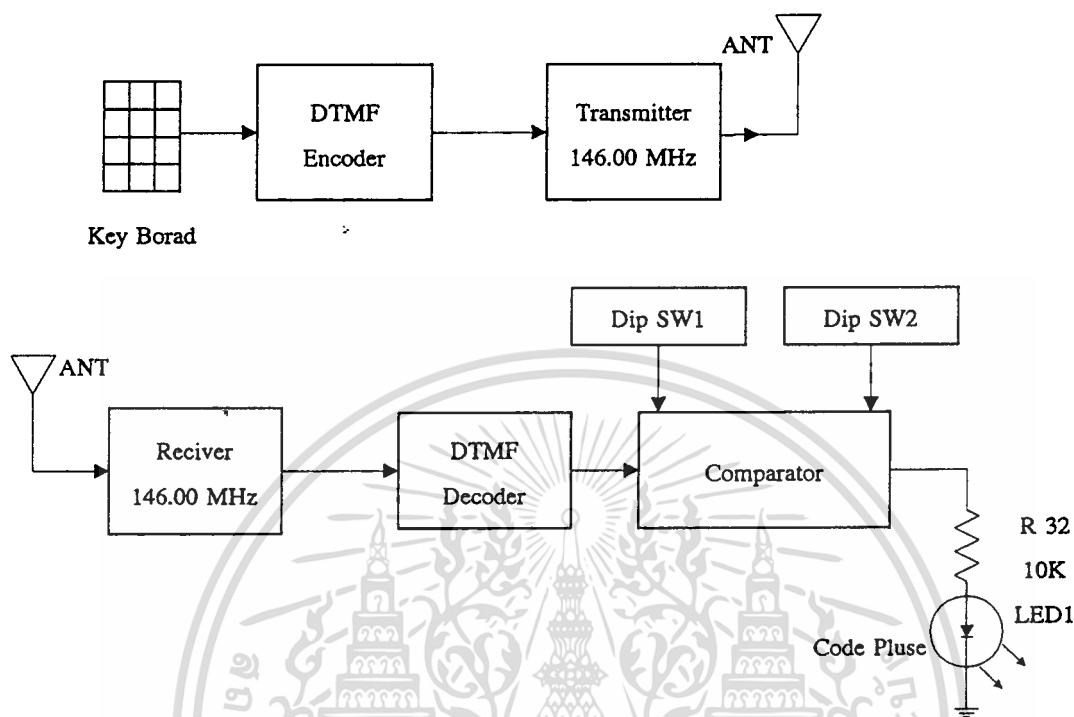 ANT
DTMF
Encoder
Transmitter
146.00 MHz
Key Borad
Dip SW1
Dip SW2
ANT
Reciver
146.00 MHz
DTMF
Decoder
Comparator
R 32
10K
LED1
Code Pluse